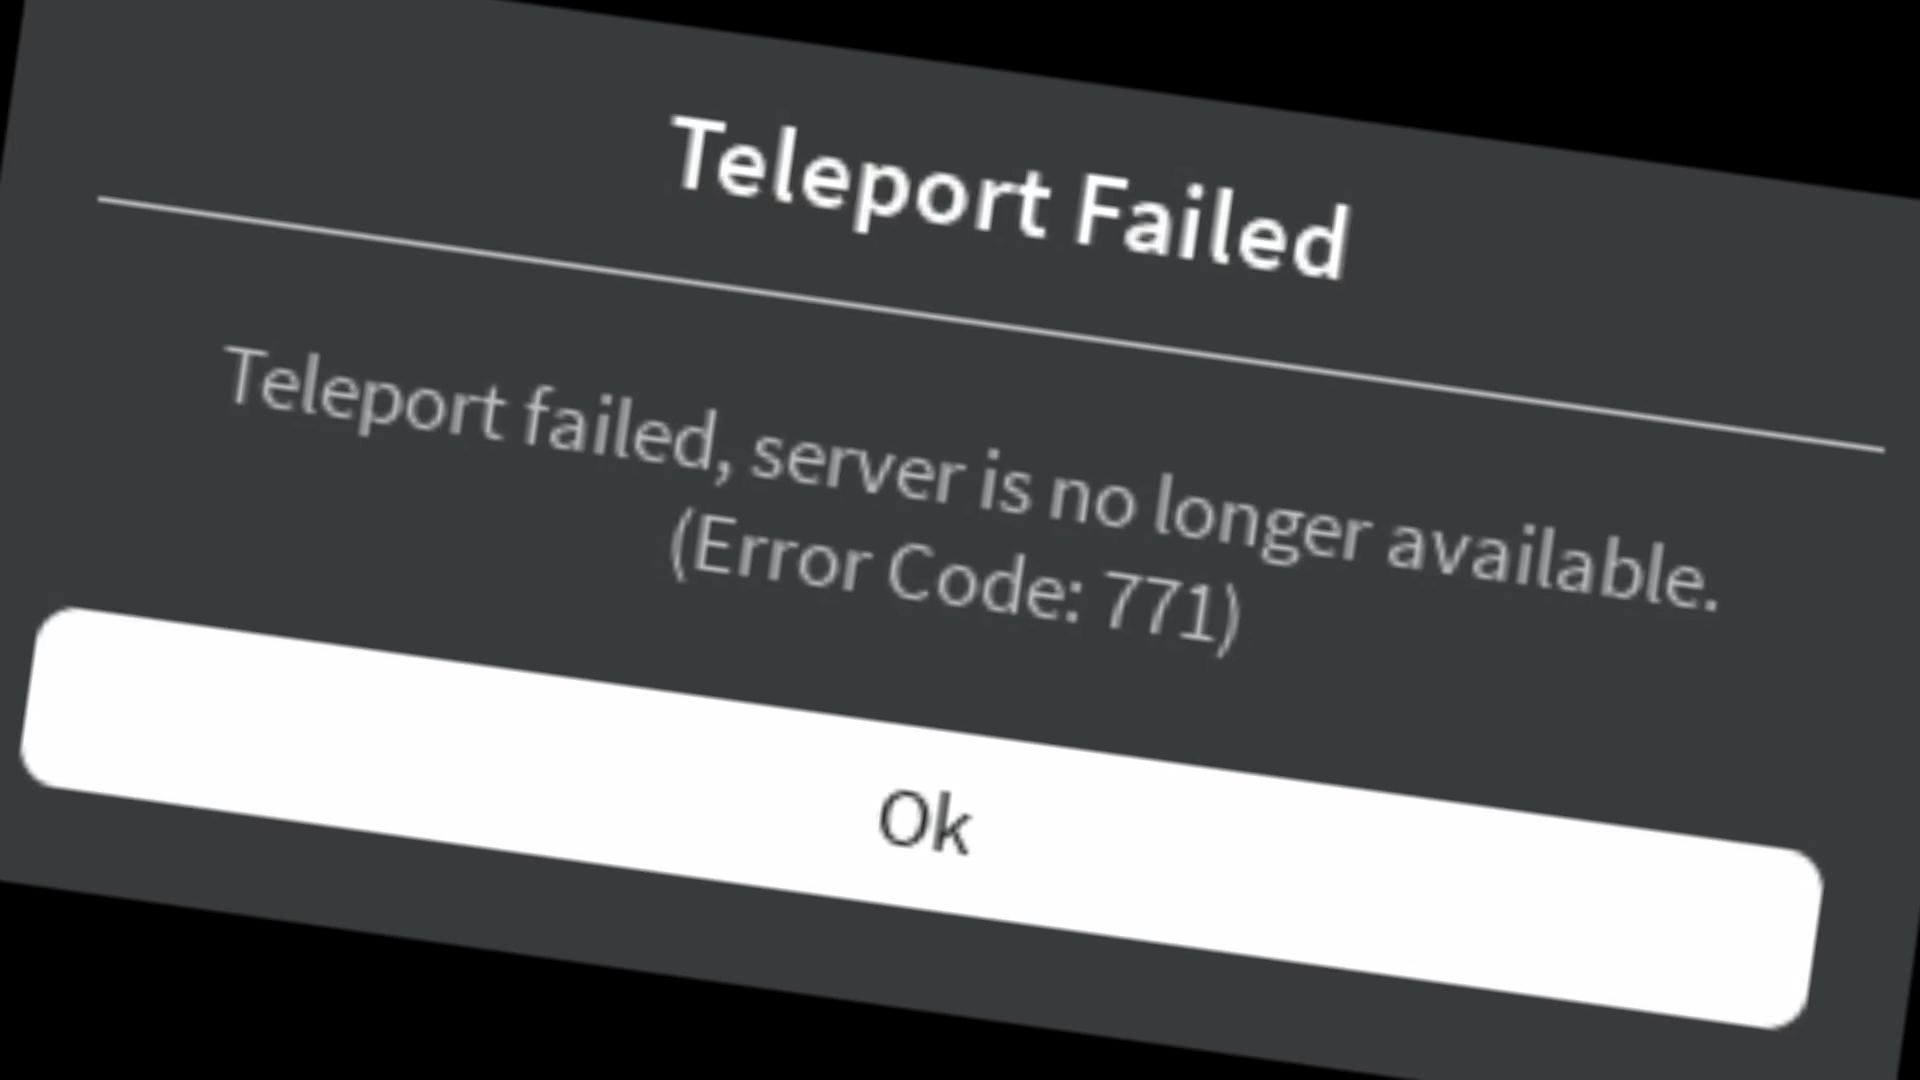 Teleport Failed
Teleport failed, server is no longer available.
(Error Code: 771)
Ok